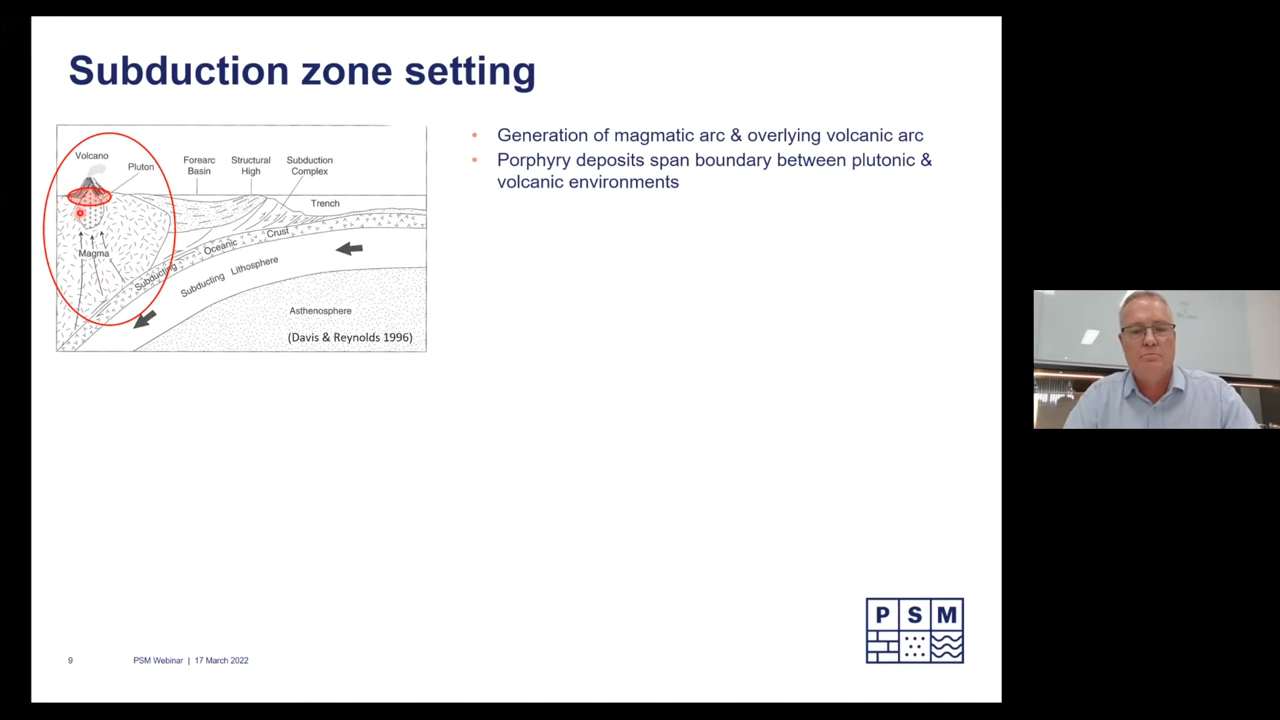 Subduction zone setting
Volcano
Pluton
Forearc
Basin
Structural
High
Subduction
Complex
Trench
Magma
Subducting Oceanic Crust
Subducting Lithosphere
Asthenosphere
(Davis & Reynolds 1996)
• Generation of magmatic arc & overlying volcanic arc
• Porphyry deposits span boundary between plutonic &
volcanic environments
P S M
9
PSM Webinar | 17 March 2022